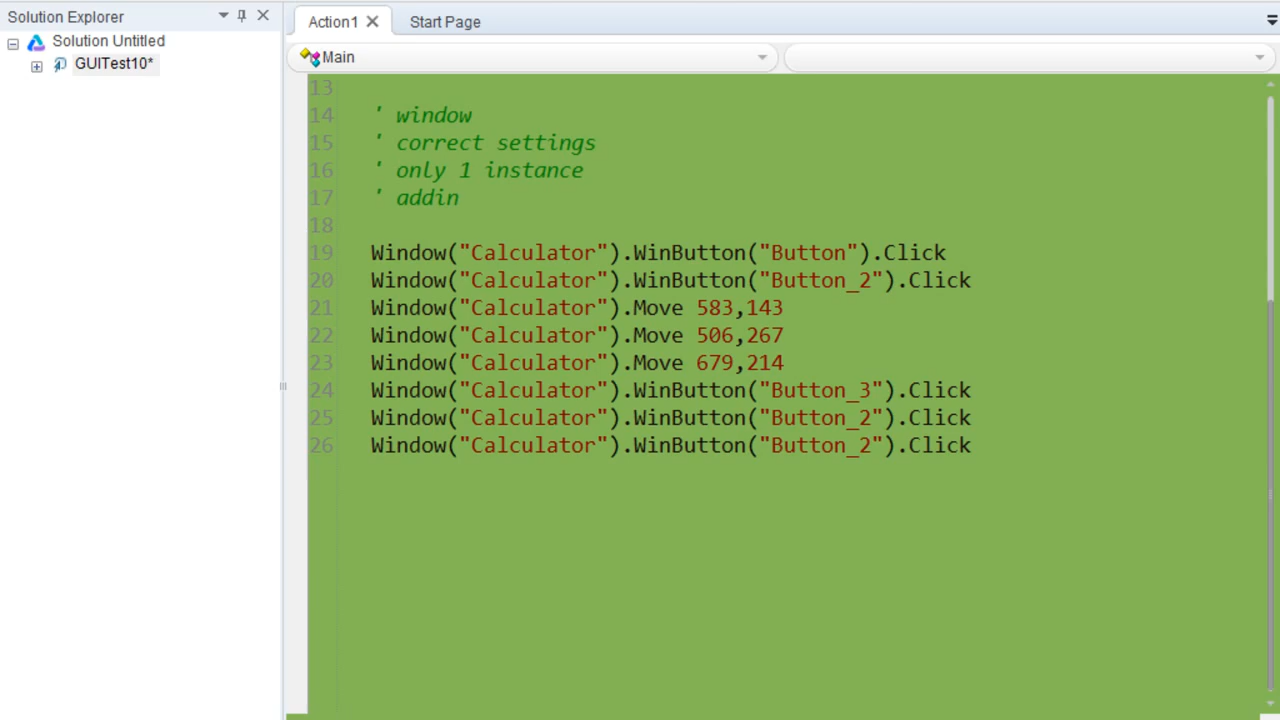 Solution Explorer
Solution Untitled
GUITest10*
Action1
Start Page
Main
13
14 ' window
15 ' correct settings
16 ' only 1 instance
17 ' addin
18
19 Window("Calculator").WinButton("Button").Click
20 Window("Calculator").WinButton("Button_2").Click
21 Window("Calculator").Move 583,143
22 Window("Calculator").Move 506,267
23 Window("Calculator").Move 679,214
24 Window("Calculator").WinButton("Button_3").Click
25 Window("Calculator").WinButton("Button_2").Click
26 Window("Calculator").WinButton("Button_2").Click